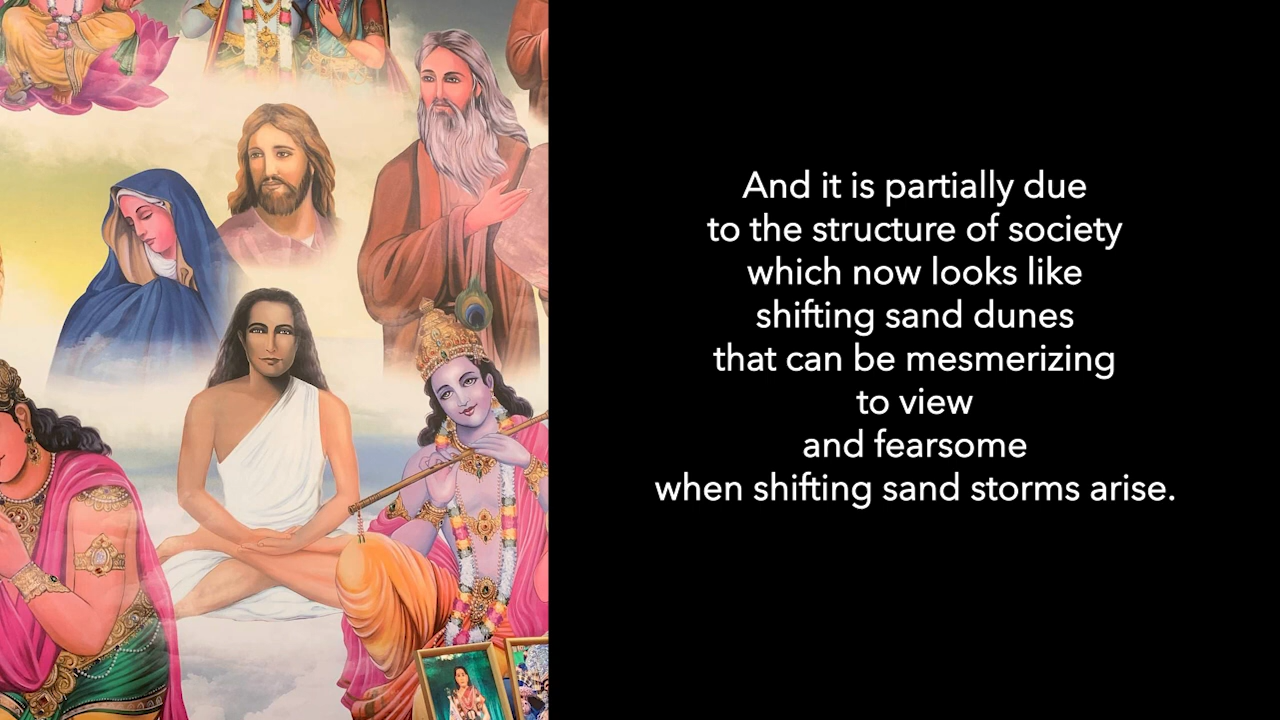 And it is partially due
to the structure of society
which now looks like
shifting sand dunes
that can be mesmerizing
to view
and fearsome
when shifting sand storms arise.